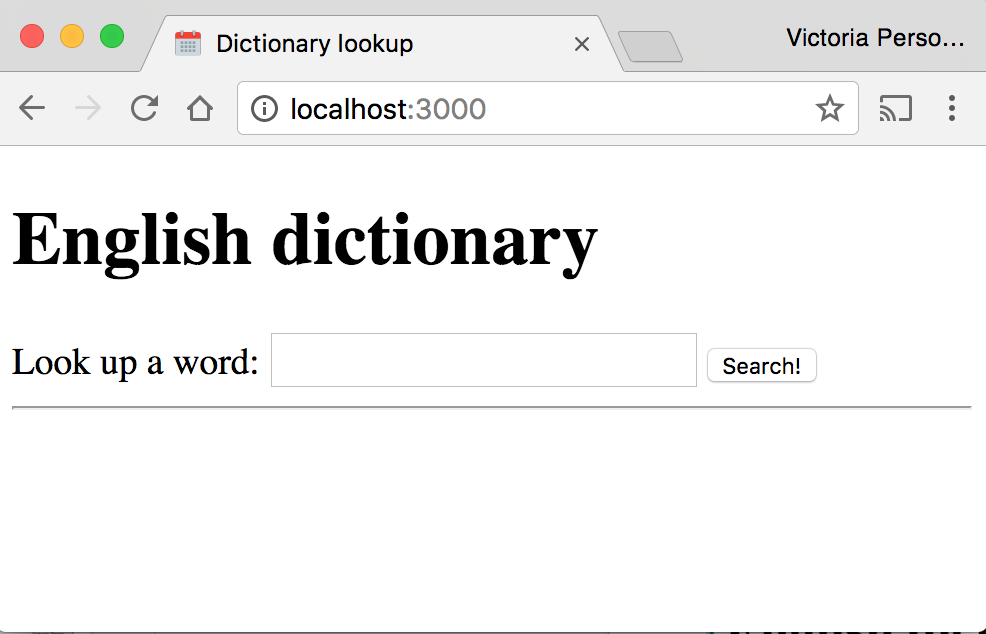 Dictionary lookup
Victoria Perso...
localhost:3000
English dictionary
Look up a word:
Search!